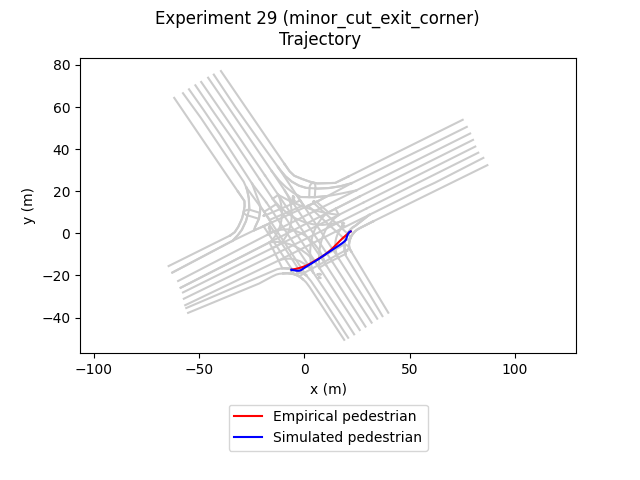 Experiment 29 (minor_cut_exit_corner)
Trajectory
80
60
40
20
0
−20
−40
y (m)
−100
−50
0
50
100
x (m)
Empirical pedestrian
Simulated pedestrian